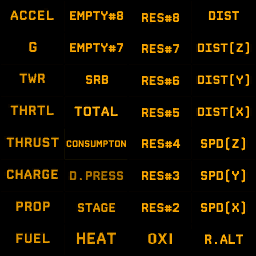 ACCEL EMPTY#8 RES#8 DIST
G EMPTY#7 RES#7 DIST[Z]
TWR SRB RES#6 DIST[Y]
THRTL TOTAL RES#5 DIST[X]
THRUST CONSUMPTON RES#4 SPD[Z]
CHARGE D.PRESS RES#3 SPD[Y]
PROP STAGE RES#2 SPD[X]
FUEL HEAT OXI R.ALT